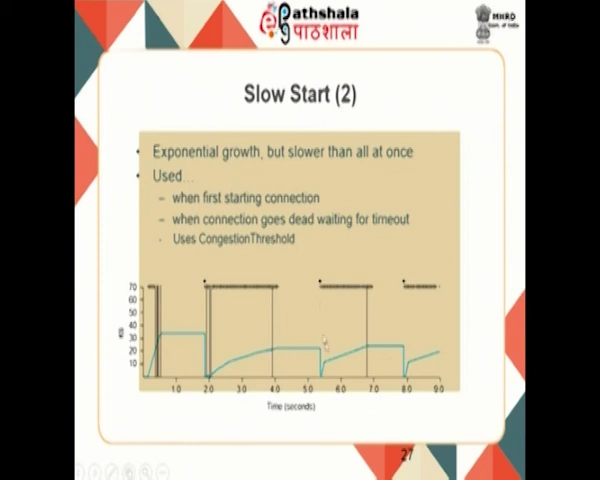 ePathshala
पाठशाला
MHRD
Slow Start (2)
• Exponential growth, but slower than all at once
• Used…
– when first starting connection
– when connection goes dead waiting for timeout
· Uses CongestionThreshold
70
60
50
40
30
20
10
KB
1.0 2.0 3.0 4.0 5.0 6.0 7.0 8.0 9.0
Time (seconds)
27